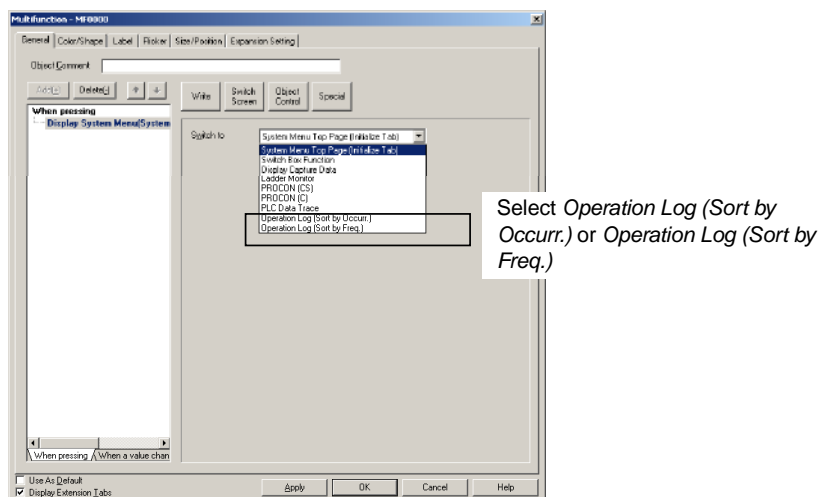 Multifunction - MF0000
General Color/Shape Label Flicker Size/Position Expansion Setting
Object Comment
Add(+) Delete(-)
Write Switch Screen Object Control Special
When pressing
Display System Menu(System
Switch to System Menu Top Page (Initialize Tab)
System Menu Top Page (Initialize Tab)
Switch Box Function
Display Capture Data
Ladder Monitor
PROCON (CS)
PROCON (C)
PLC Data Trace
Operation Log (Sort by Occurr.)
Operation Log (Sort by Freq.)
Select Operation Log (Sort by
Occurr.) or Operation Log (Sort by
Freq.)
When pressing When a value chan
Use As Default
Display Extension Tabs
Apply OK Cancel Help